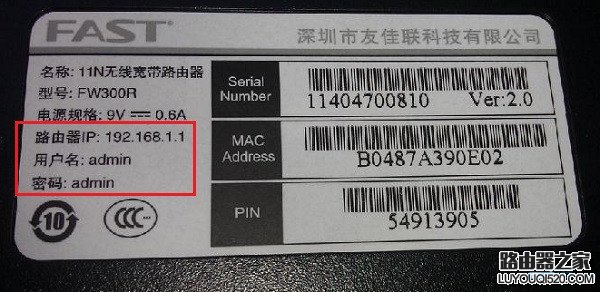 FAST®
深圳市友佳联科技有限公司
名称: 11N无线宽带路由器
型号: FW300R
电源规格: 9V⎓0.6A
路由器IP: 192.168.1.1
用户名: admin
密码: admin
10
CCC
Serial
Number
11404700810 Ver:2.0
MAC
Address
B0487A390E02
PIN
54913905
路由器之家
LUYOUQI520.COM